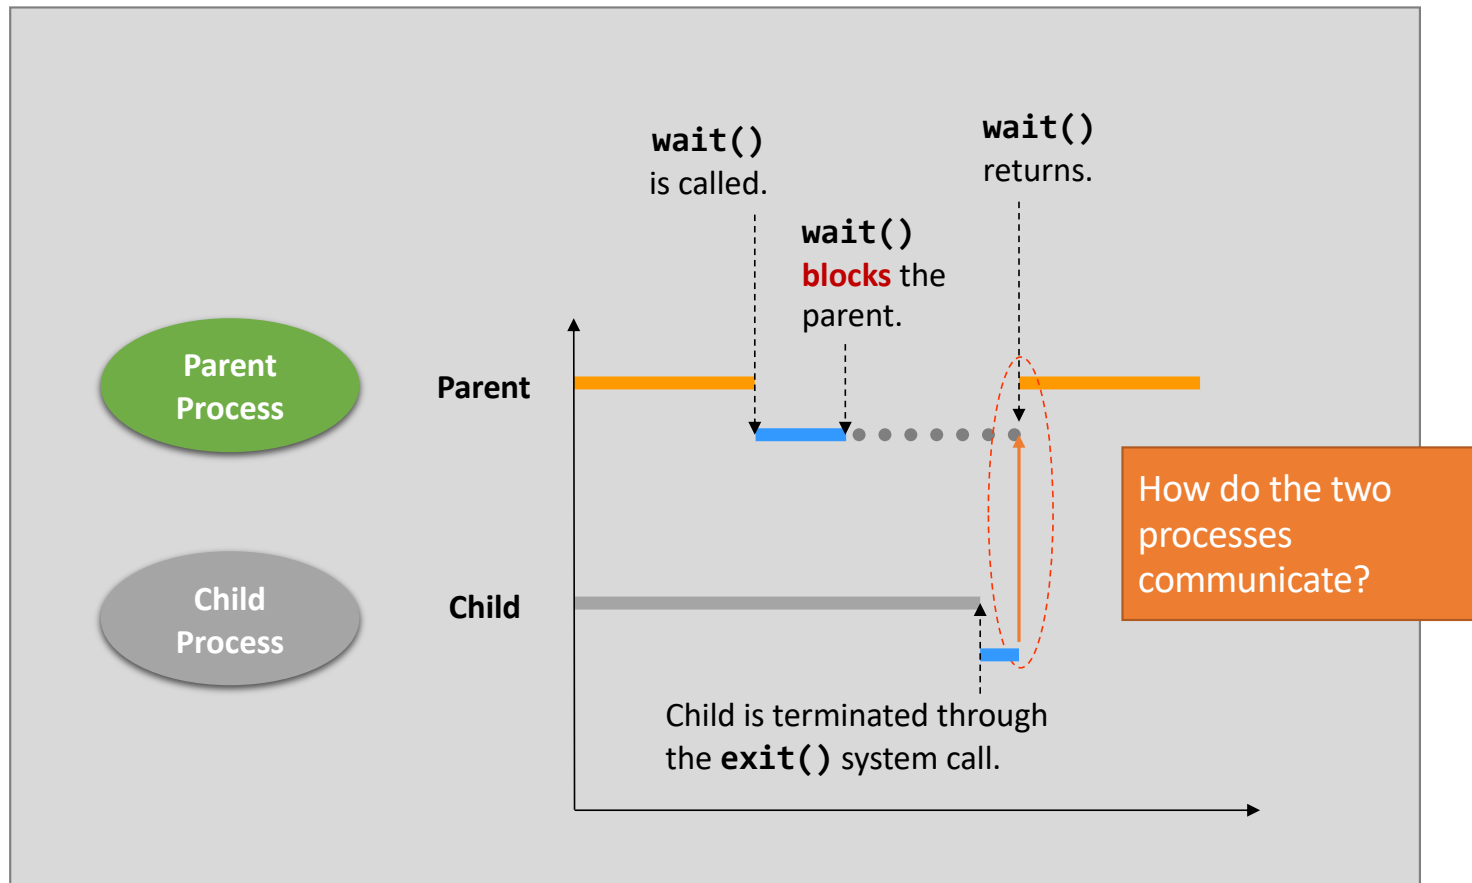 wait()
is called.
wait()
returns.
wait()
blocks the
parent.
Parent
Process
Parent
How do the two
processes
communicate?
Child
Process
Child
Child is terminated through
the exit() system call.